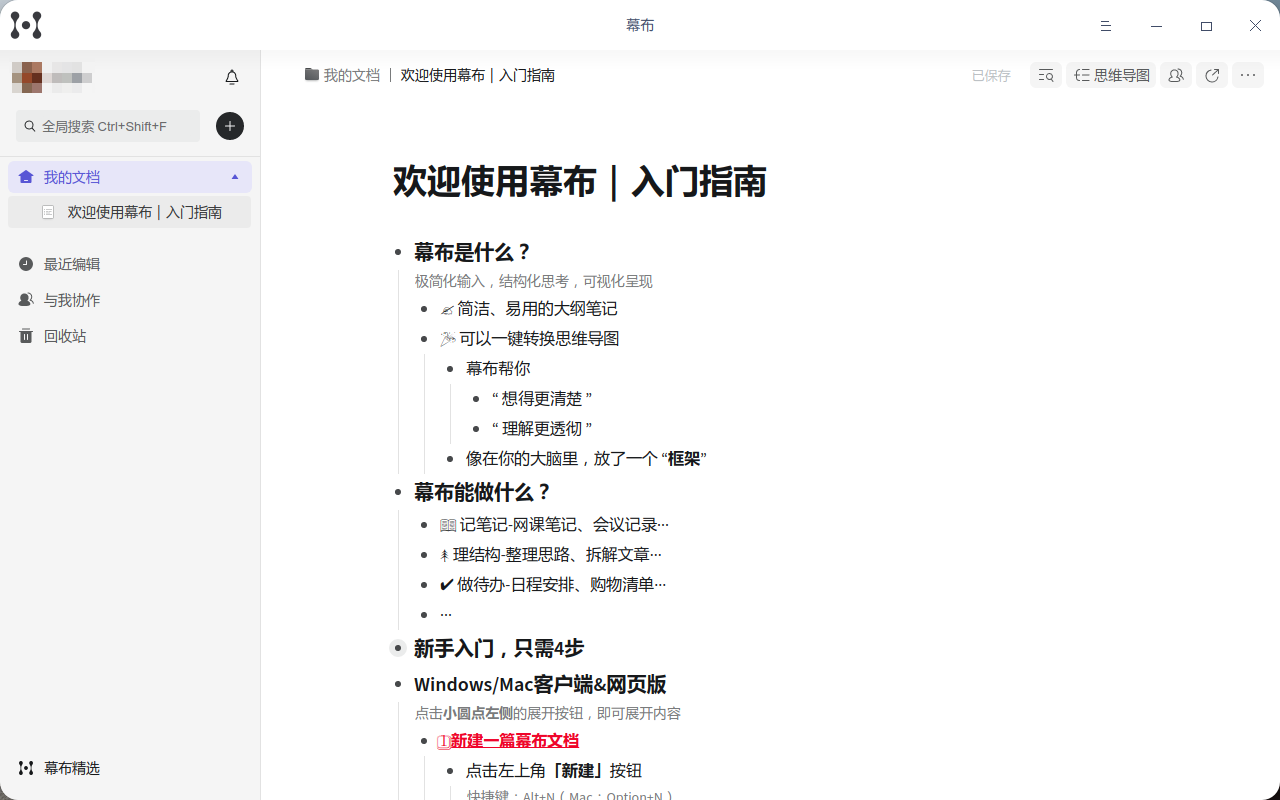 幕布
我的文档 | 欢迎使用幕布｜入门指南
已保存
思维导图
全局搜索 Ctrl+Shift+F
我的文档
欢迎使用幕布｜入门指南
最近编辑
与我协作
回收站
幕布精选
欢迎使用幕布｜入门指南
幕布是什么？
极简化输入，结构化思考，可视化呈现
简洁、易用的大纲笔记
可以一键转换思维导图
幕布帮你
“ 想得更清楚 ”
“ 理解更透彻 ”
像在你的大脑里，放了一个 “框架”
幕布能做什么？
📖 记笔记-网课笔记、会议记录···
理结构-整理思路、拆解文章···
✔ 做待办-日程安排、购物清单···
···
新手入门，只需4步
Windows/Mac客户端&网页版
点击小圆点左侧的展开按钮，即可展开内容
1新建一篇幕布文档
点击左上角「新建」按钮
快捷键：Alt+N（ Mac：Option+N ）